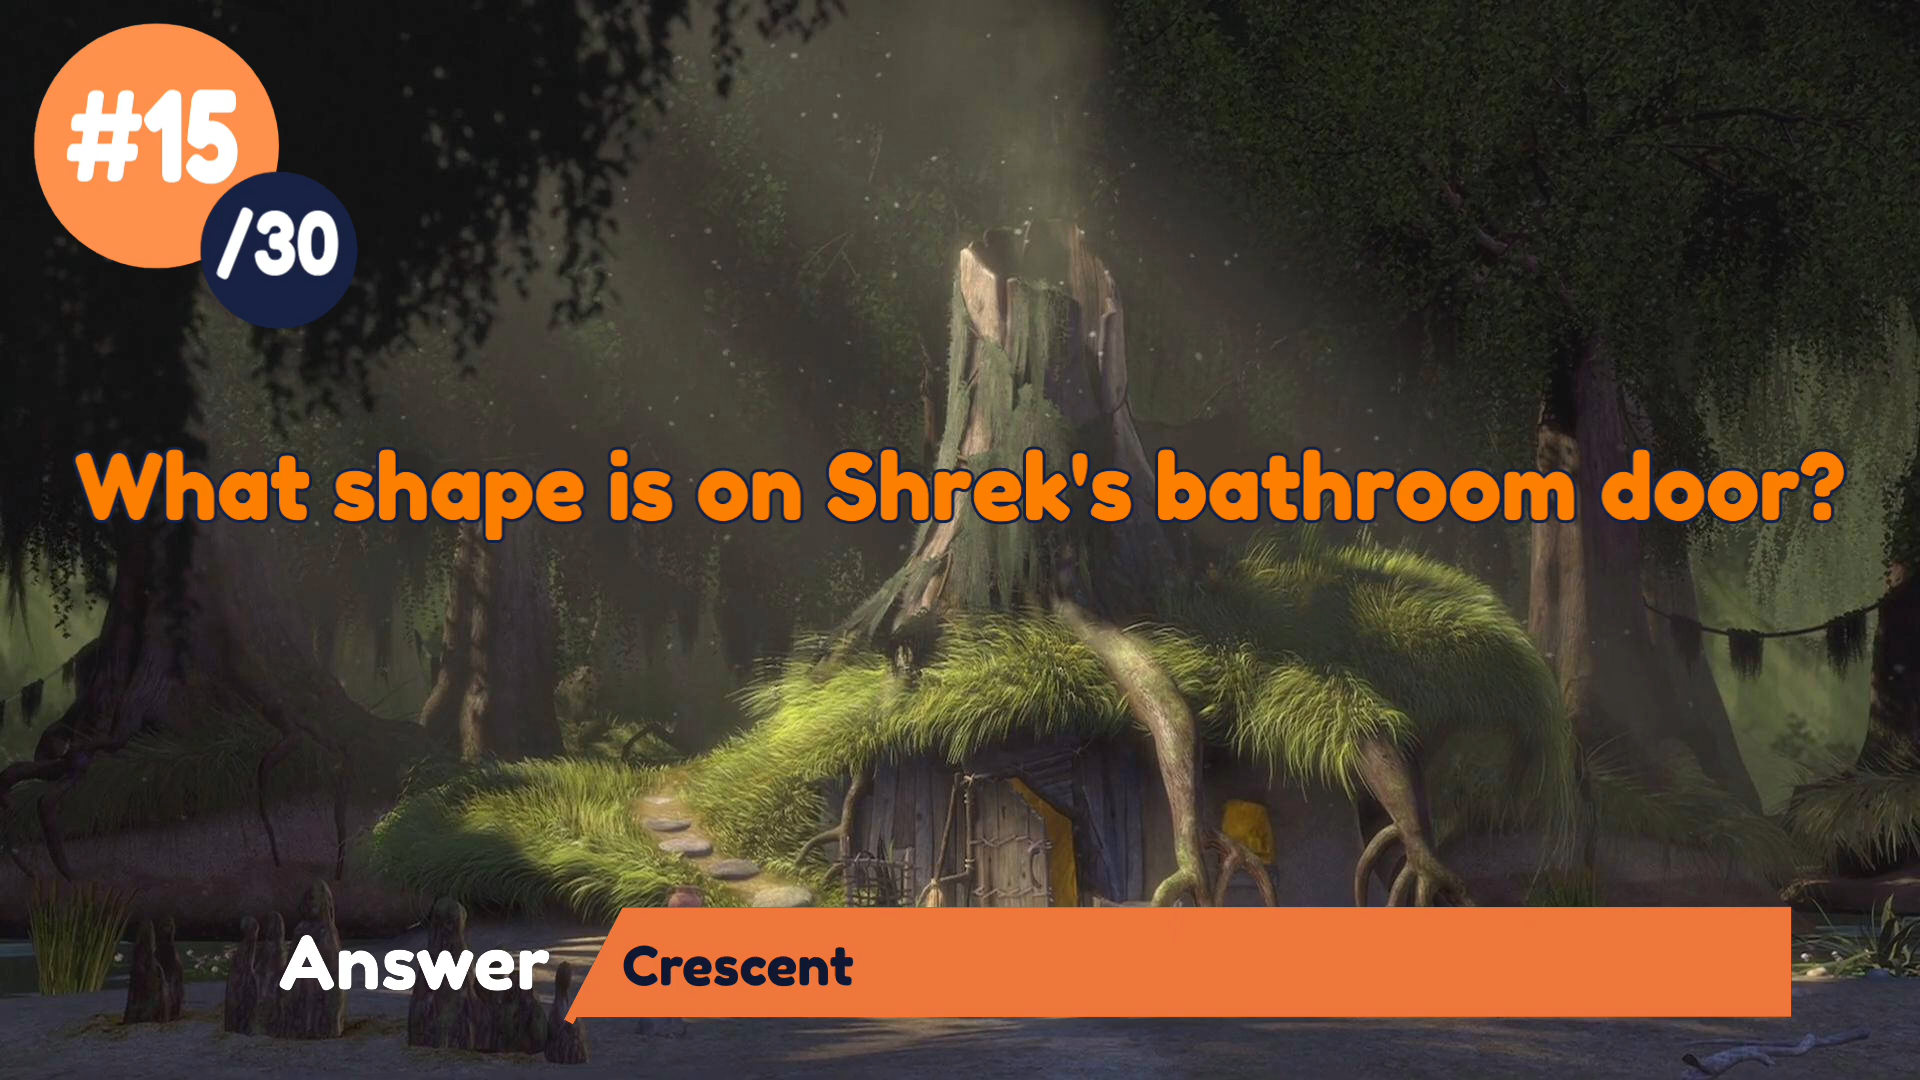 #15
/30
What shape is on Shrek's bathroom door?
Answer
Crescent